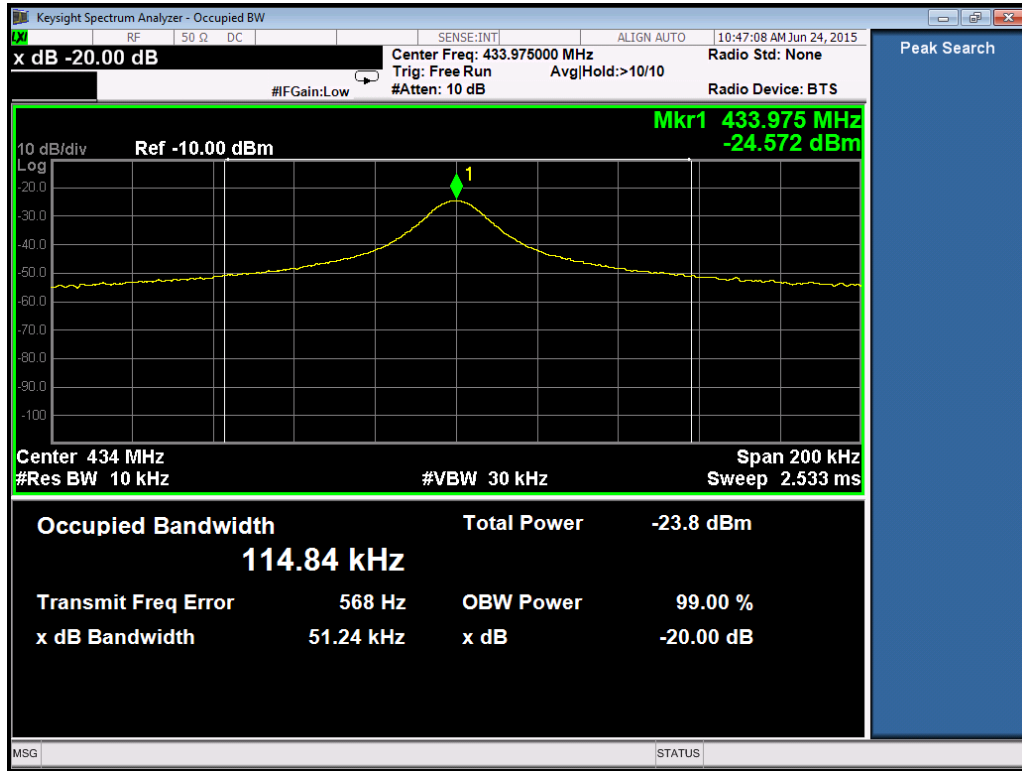 Keysight Spectrum Analyzer - Occupied BW
LXI RF 50 Ω DC SENSE:INT ALIGN AUTO 10:47:08 AM Jun 24, 2015
x dB -20.00 dB
Center Freq: 433.975000 MHz Radio Std: None
Trig: Free Run Avg|Hold:>10/10
#IFGain:Low #Atten: 10 dB Radio Device: BTS
Peak Search
Mkr1 433.975 MHz
-24.572 dBm
10 dB/div Ref -10.00 dBm
Log
1
-20.0
-30.0
-40.0
-50.0
-60.0
-70.0
-80.0
-90.0
-100
Center 434 MHz Span 200 kHz
#Res BW 10 kHz #VBW 30 kHz Sweep 2.533 ms
Occupied Bandwidth Total Power -23.8 dBm
114.84 kHz
Transmit Freq Error 568 Hz OBW Power 99.00 %
x dB Bandwidth 51.24 kHz x dB -20.00 dB
MSG STATUS